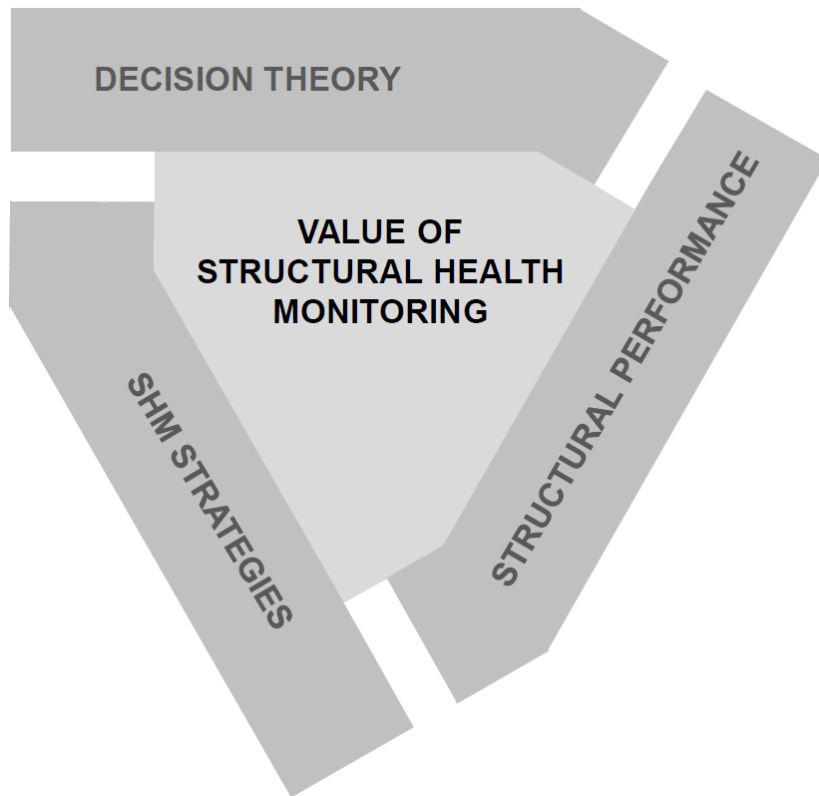 DECISION THEORY
VALUE OF
STRUCTURAL HEALTH
MONITORING
STRUCTURAL PERFORMANCE
SHM STRATEGIES